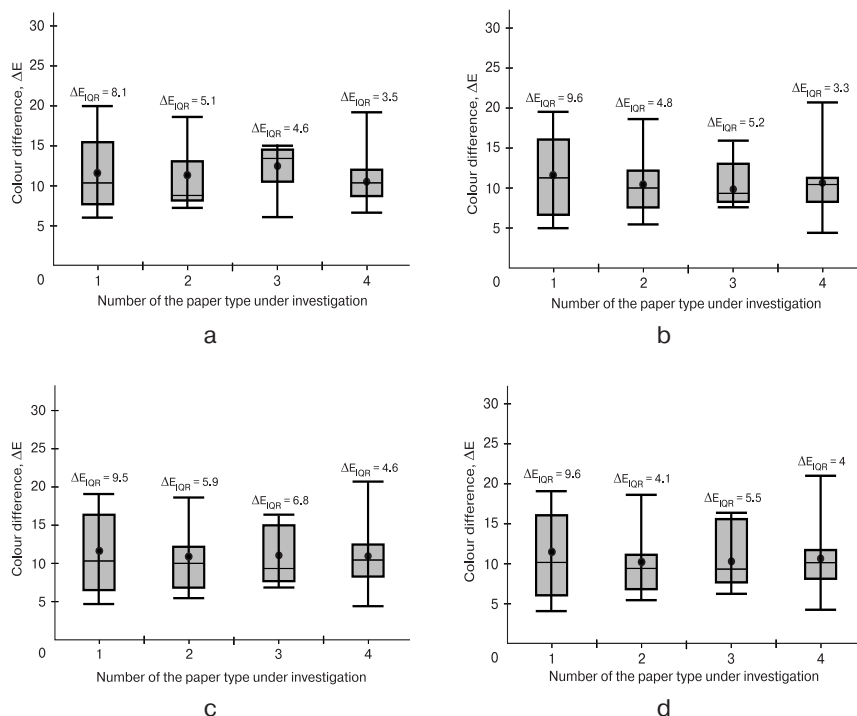 30
25
20
15
10
5
0
Colour difference, ΔE
ΔE_IQR = 8.1
ΔE_IQR = 5.1
ΔE_IQR = 4.6
ΔE_IQR = 3.5
1 2 3 4
Number of the paper type under investigation
a
30
25
20
15
10
5
0
Colour difference, ΔE
ΔE_IQR = 9.6
ΔE_IQR = 4.8
ΔE_IQR = 5.2
ΔE_IQR = 3.3
1 2 3 4
Number of the paper type under investigation
b
30
25
20
15
10
5
0
Colour difference, ΔE
ΔE_IQR = 9.5
ΔE_IQR = 5.9
ΔE_IQR = 6.8
ΔE_IQR = 4.6
1 2 3 4
Number of the paper type under investigation
c
30
25
20
15
10
5
0
Colour difference, ΔE
ΔE_IQR = 9.6
ΔE_IQR = 4.1
ΔE_IQR = 5.5
ΔE_IQR = 4
1 2 3 4
Number of the paper type under investigation
d